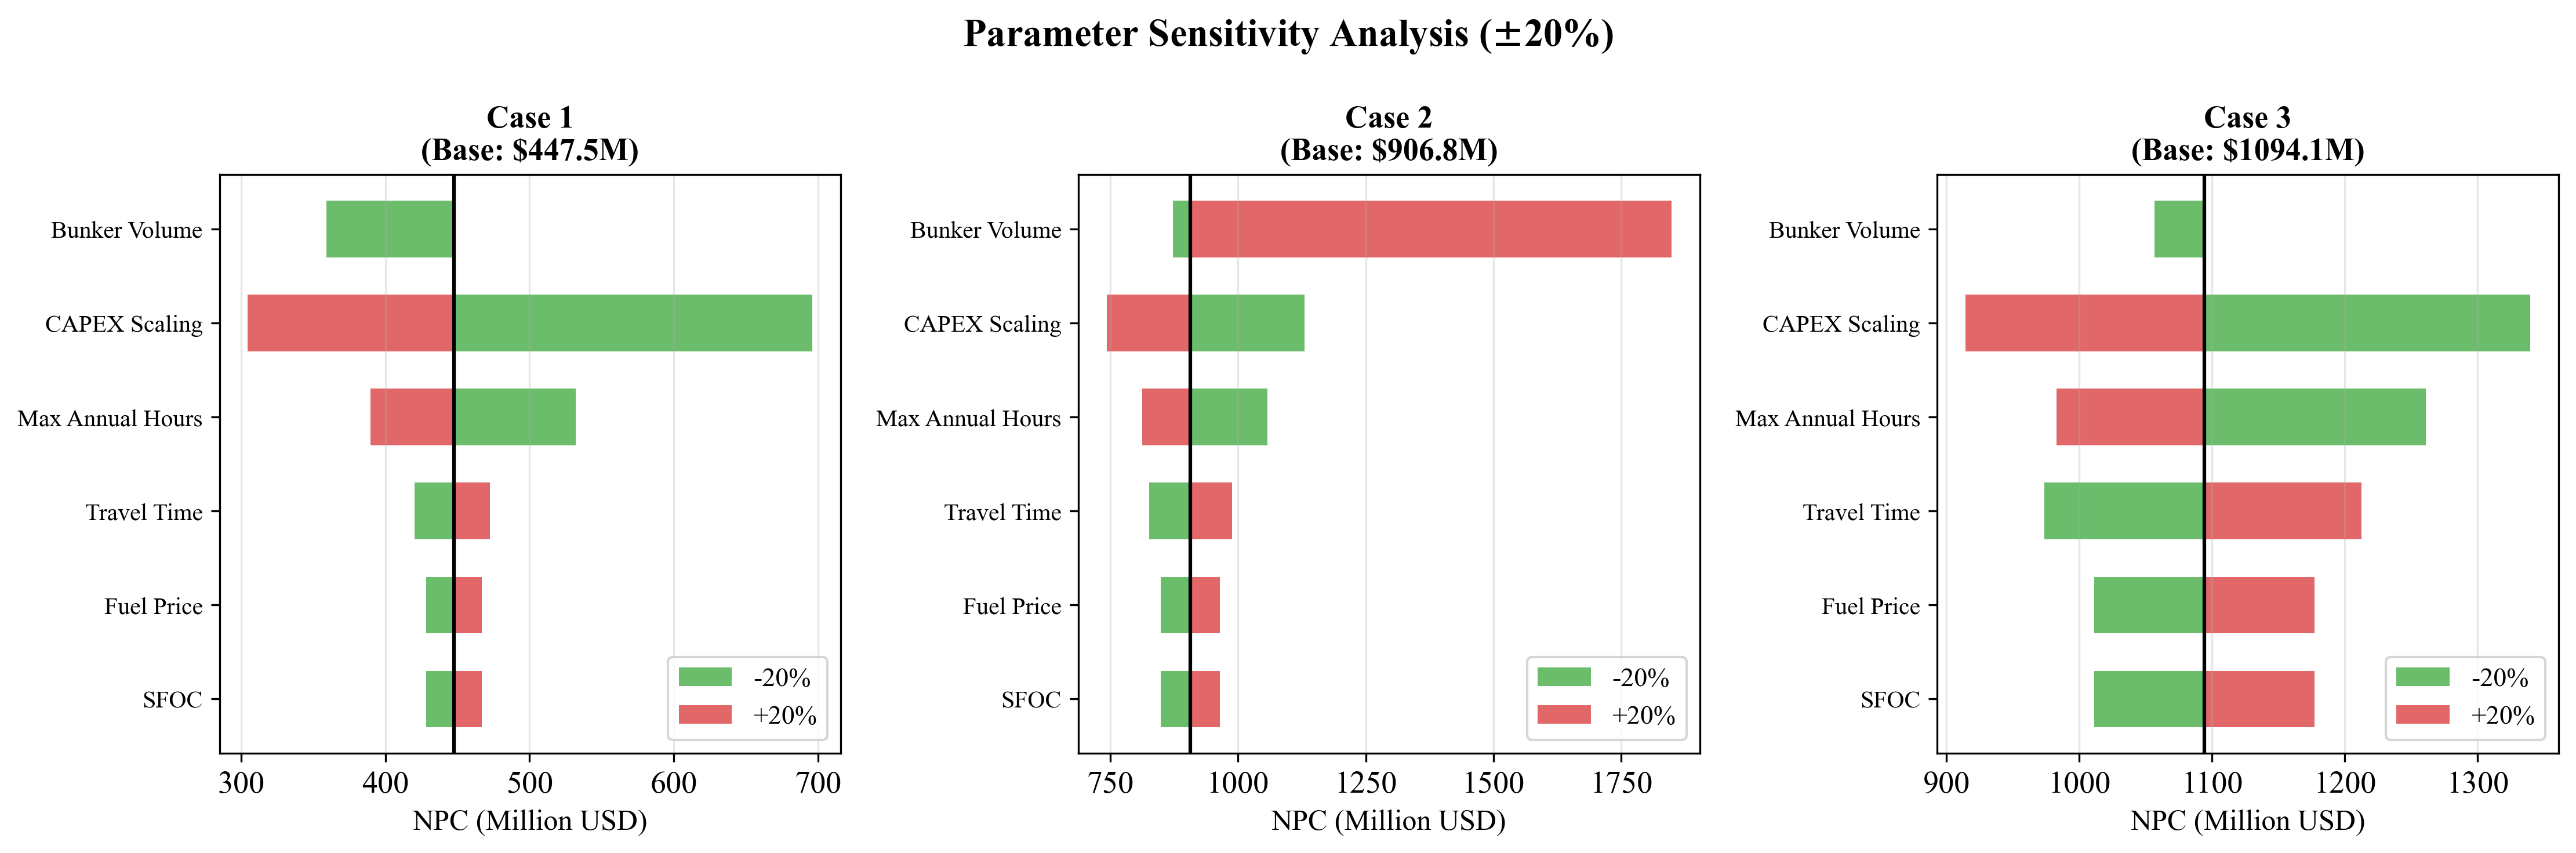 Parameter Sensitivity Analysis (±20%)
Case 1
(Base: $447.5M)
Bunker Volume
CAPEX Scaling
Max Annual Hours
Travel Time
Fuel Price
SFOC
-20%
+20%
300 400 500 600 700
NPC (Million USD)
Case 2
(Base: $906.8M)
Bunker Volume
CAPEX Scaling
Max Annual Hours
Travel Time
Fuel Price
SFOC
-20%
+20%
750 1000 1250 1500 1750
NPC (Million USD)
Case 3
(Base: $1094.1M)
Bunker Volume
CAPEX Scaling
Max Annual Hours
Travel Time
Fuel Price
SFOC
-20%
+20%
900 1000 1100 1200 1300
NPC (Million USD)